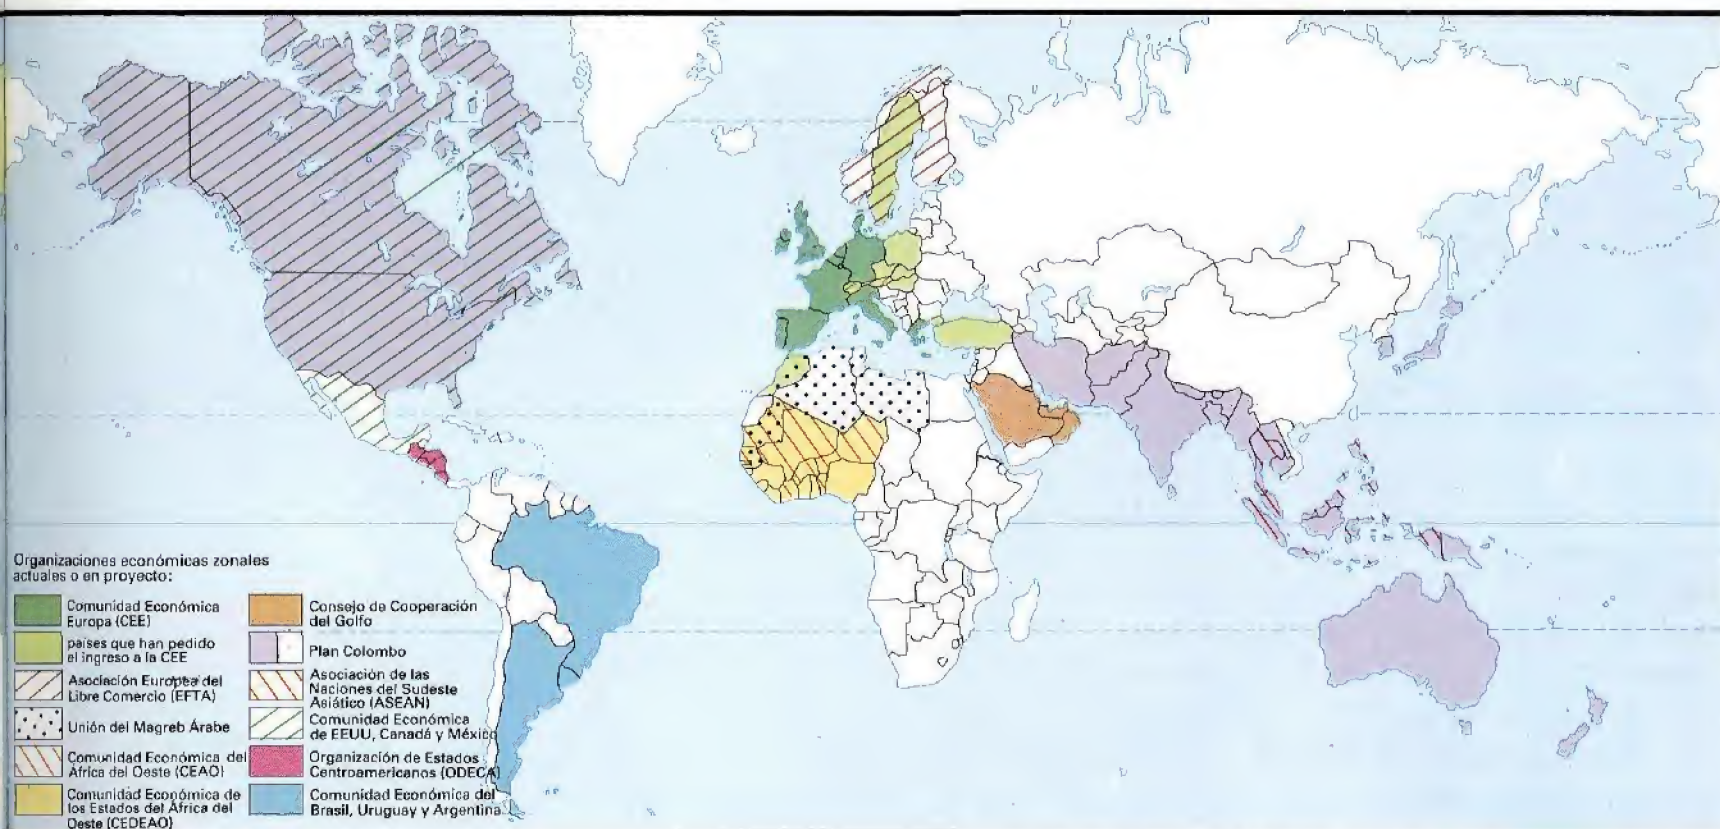 Organizaciones económicas zonales
actuales o en proyecto:
Comunidad Económica
Europa (CEE)
países que han pedido
el ingreso a la CEE
Asociación Europea del
Libre Comercio (EFTA)
Unión del Magreb Árabe
Comunidad Económica del
África del Oeste (CEAO)
Comunidad Económica de
los Estados del África del
Oeste (CEDEAO)
Consejo de Cooperación
del Golfo
Plan Colombo
Asociación de las
Naciones del Sudeste
Asiático (ASEAN)
Comunidad Económica
de EEUU, Canadá y México
Organización de Estados
Centroamericanos (ODECA)
Comunidad Económica del
Brasil, Uruguay y Argentina